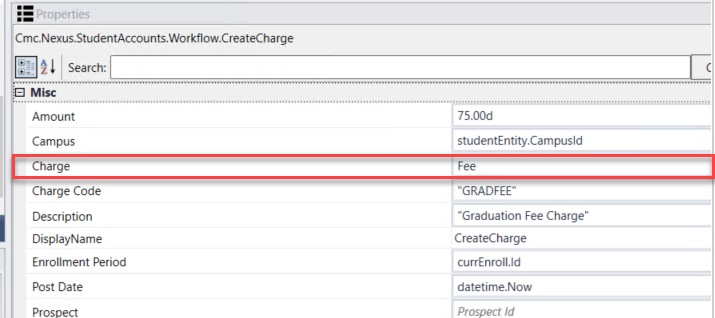 Properties
Cmc.Nexus.StudentAccounts.Workflow.CreateCharge
Search:
Misc
Amount 75.00d
Campus studentEntity.CampusId
Charge Fee
Charge Code "GRADFEE"
Description "Graduation Fee Charge"
DisplayName CreateCharge
Enrollment Period currEnroll.Id
Post Date datetime.Now
Prospect Prospect Id